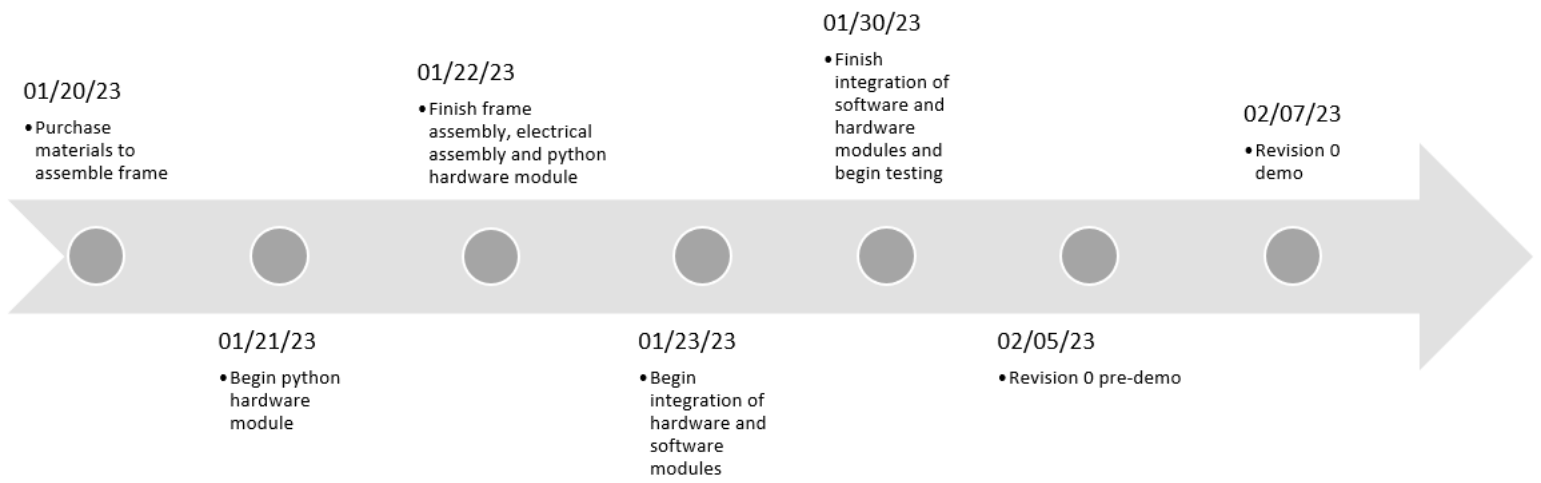 01/20/23
•Purchase
materials to
assemble frame
01/21/23
•Begin python
hardware
module
01/22/23
•Finish frame
assembly, electrical
assembly and python
hardware module
01/23/23
•Begin
integration of
hardware and
software
modules
01/30/23
•Finish
integration of
software and
hardware
modules and
begin testing
02/05/23
•Revision 0 pre-demo
02/07/23
•Revision 0
demo